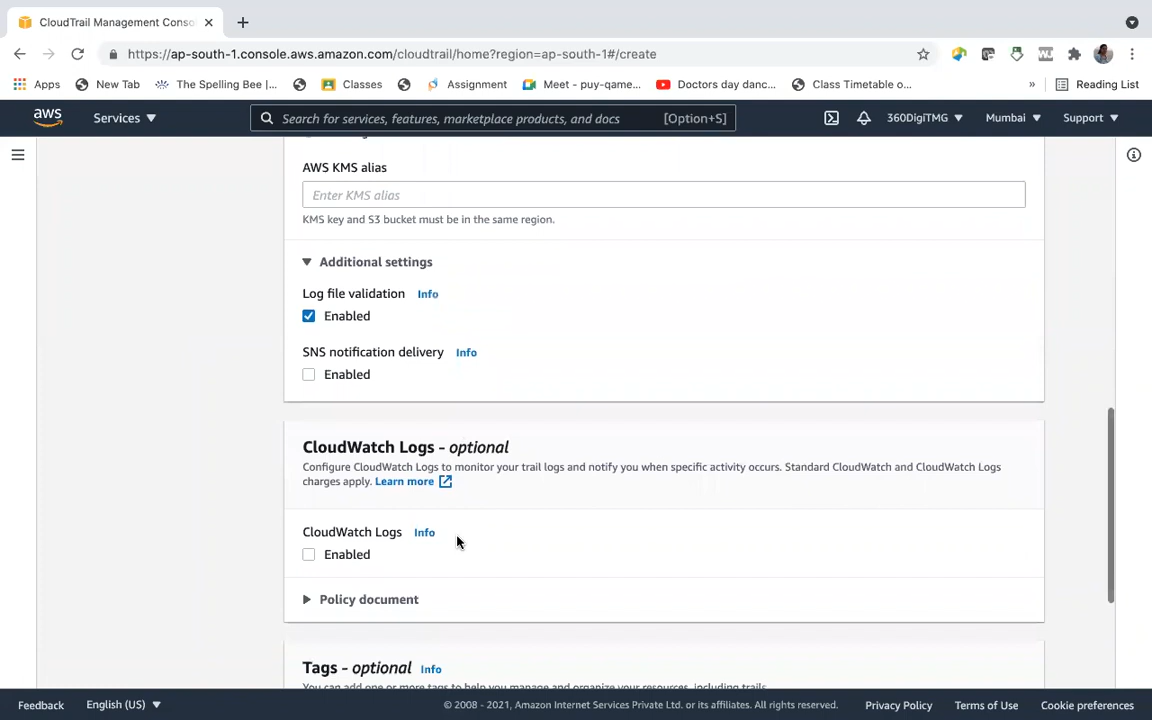 CloudTrail Management Conso
https://ap-south-1.console.aws.amazon.com/cloudtrail/home?region=ap-south-1#/create
Apps
New Tab
The Spelling Bee |...
Classes
Assignment
Meet - puy-game...
Doctors day danc...
Class Timetable o...
»
Reading List
aws
Services
Search for services, features, marketplace products, and docs
[Option+S]
360DigiTMG
Mumbai
Support
AWS KMS alias
Enter KMS alias
KMS key and S3 bucket must be in the same region.
Additional settings
Log file validation Info
Enabled
SNS notification delivery Info
Enabled
CloudWatch Logs - optional
Configure CloudWatch Logs to monitor your trail logs and notify you when specific activity occurs. Standard CloudWatch and CloudWatch Logs
charges apply. Learn more
CloudWatch Logs Info
Enabled
Policy document
Tags - optional Info
You can add one or more tags to help you manage and organize your resources, including trails.
Feedback
English (US)
© 2008 - 2021, Amazon Internet Services Private Ltd. or its affiliates. All rights reserved.
Privacy Policy
Terms of Use
Cookie preferences